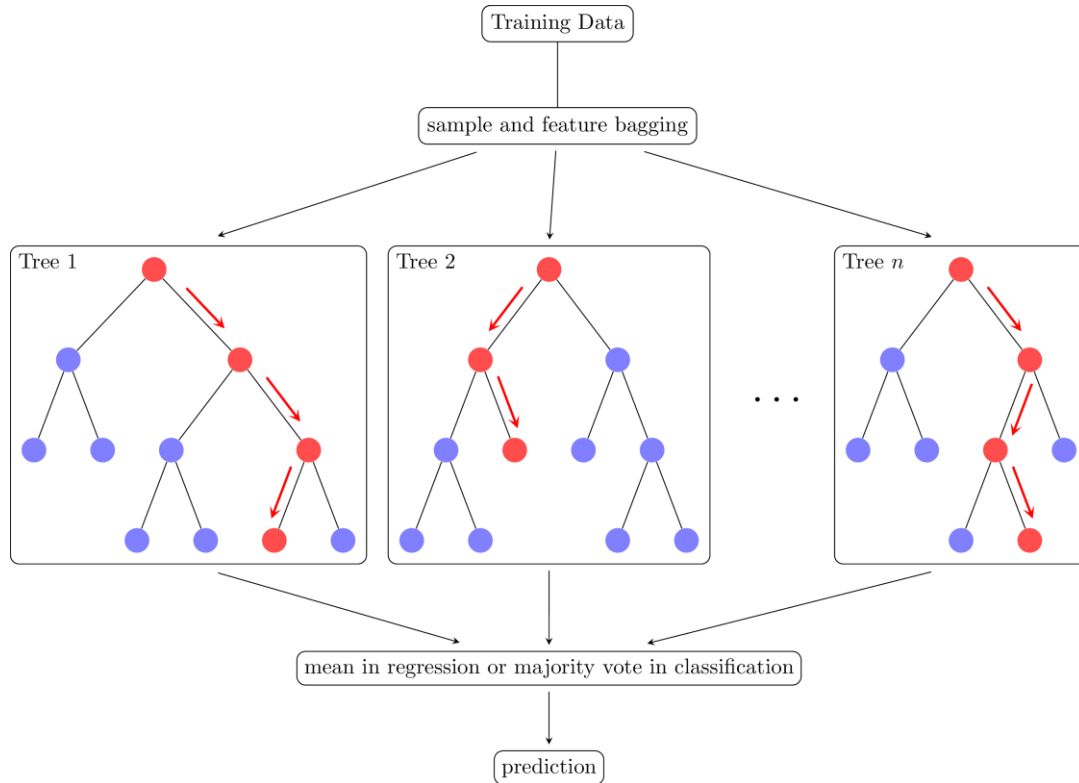 Training Data
sample and feature bagging
Tree 1
Tree 2
Tree n
. . .
mean in regression or majority vote in classification
prediction